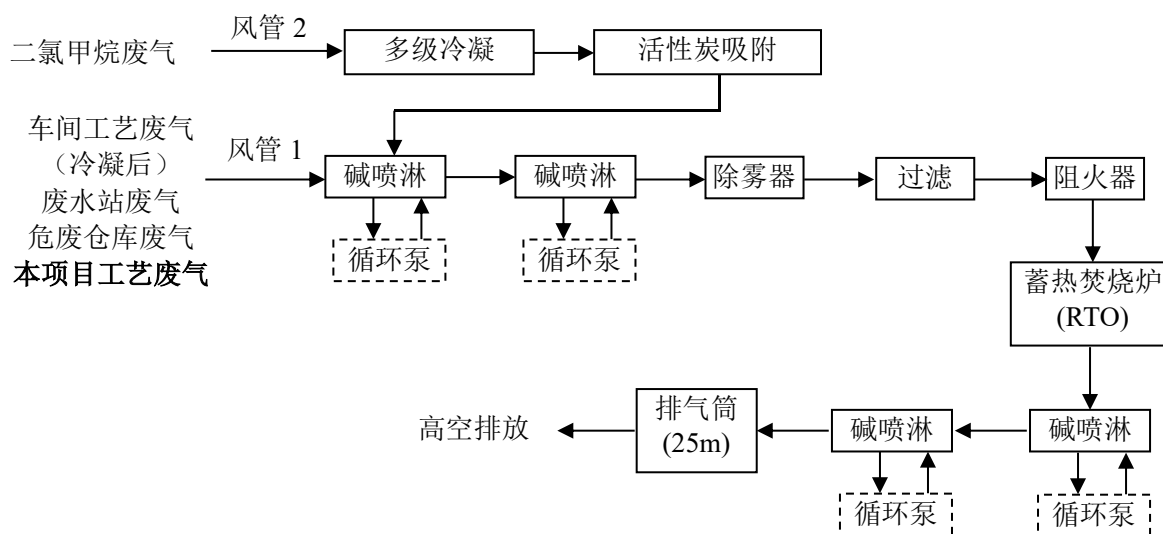 风管 2
二氯甲烷废气
多级冷凝
活性炭吸附
车间工艺废气
（冷凝后）
废水站废气
危废仓库废气
本项目工艺废气
风管 1
碱喷淋
碱喷淋
除雾器
过滤
阻火器
循环泵
循环泵
蓄热焚烧炉
(RTO)
高空排放
排气筒
(25m)
碱喷淋
碱喷淋
循环泵
循环泵